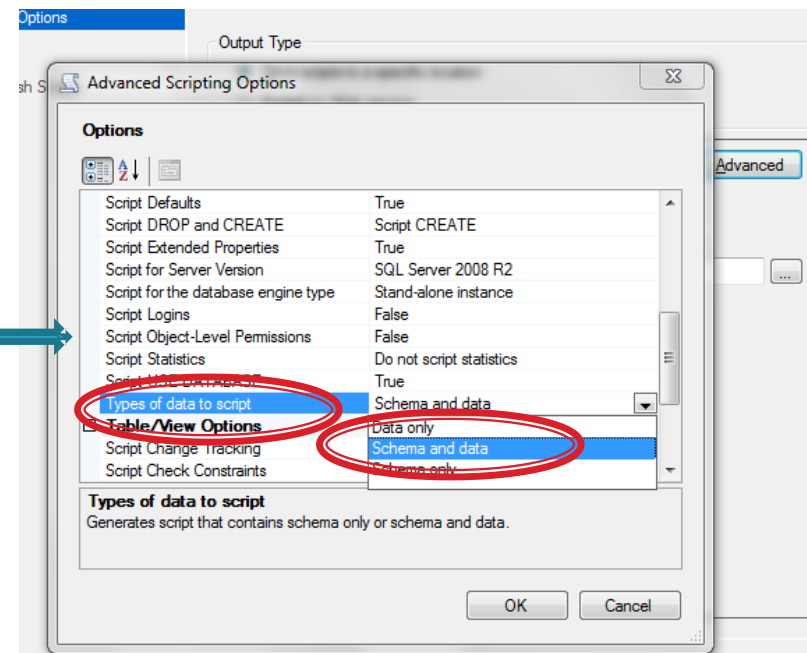 Options
Output Type
sh S
Advanced Scripting Options
Options
Advanced
Script Defaults True
Script DROP and CREATE Script CREATE
Script Extended Properties True
Script for Server Version SQL Server 2008 R2
Script for the database engine type Stand-alone instance
Script Logins False
Script Object-Level Permissions False
Script Statistics Do not script statistics
Script USE DATABASE True
Types of data to script Schema and data
Table/View Options Data only
Script Change Tracking Schema and data
Script Check Constraints Schema only
Types of data to script
Generates script that contains schema only or schema and data.
...
OK Cancel